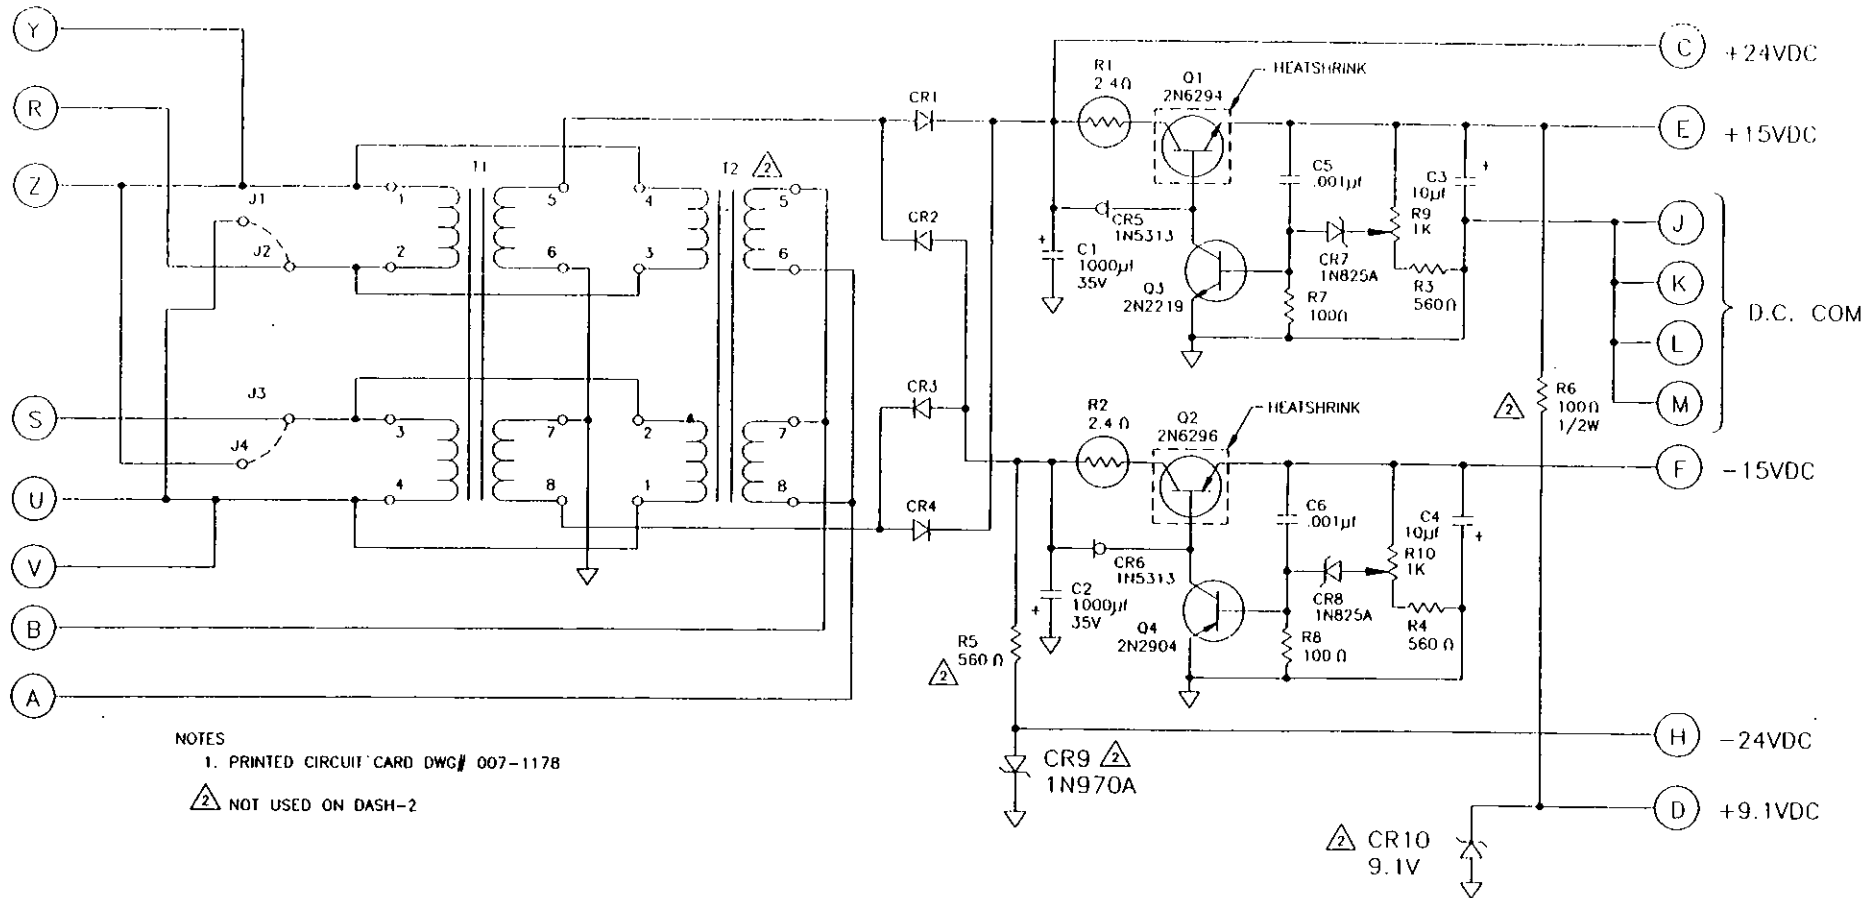 Y
R
Z
S
U
V
B
A
J1
J2
J3
J4
T1
T2
2
1
2
3
4
5
6
7
8
4
3
2
1
5
6
7
8
CR1
CR2
CR3
CR4
R1
2.4Ω
Q1
2N6294
HEATSHRINK
C5
.001µf
C3
10µf
+
R9
1K
CR5
1N5313
+
C1
1000µf
35V
Q3
2N2219
CR7
1N825A
R7
100Ω
R3
560Ω
R2
2.4 Ω
Q2
2N6296
HEATSHRINK
C6
.001µf
C4
10µf
+
R10
1K
CR6
1N5313
+
C2
1000µf
35V
Q4
2N2904
CR8
1N825A
R8
100 Ω
R4
560 Ω
R5
560 Ω
2
2
R6
100Ω
1/2W
CR9
2
1N970A
2
CR10
9.1V
C
+24VDC
E
+15VDC
J
K
L
M
D.C. COM
F
-15VDC
H
-24VDC
D
+9.1VDC
NOTES
1. PRINTED CIRCUIT CARD DWG# 007-1178
2 NOT USED ON DASH-2